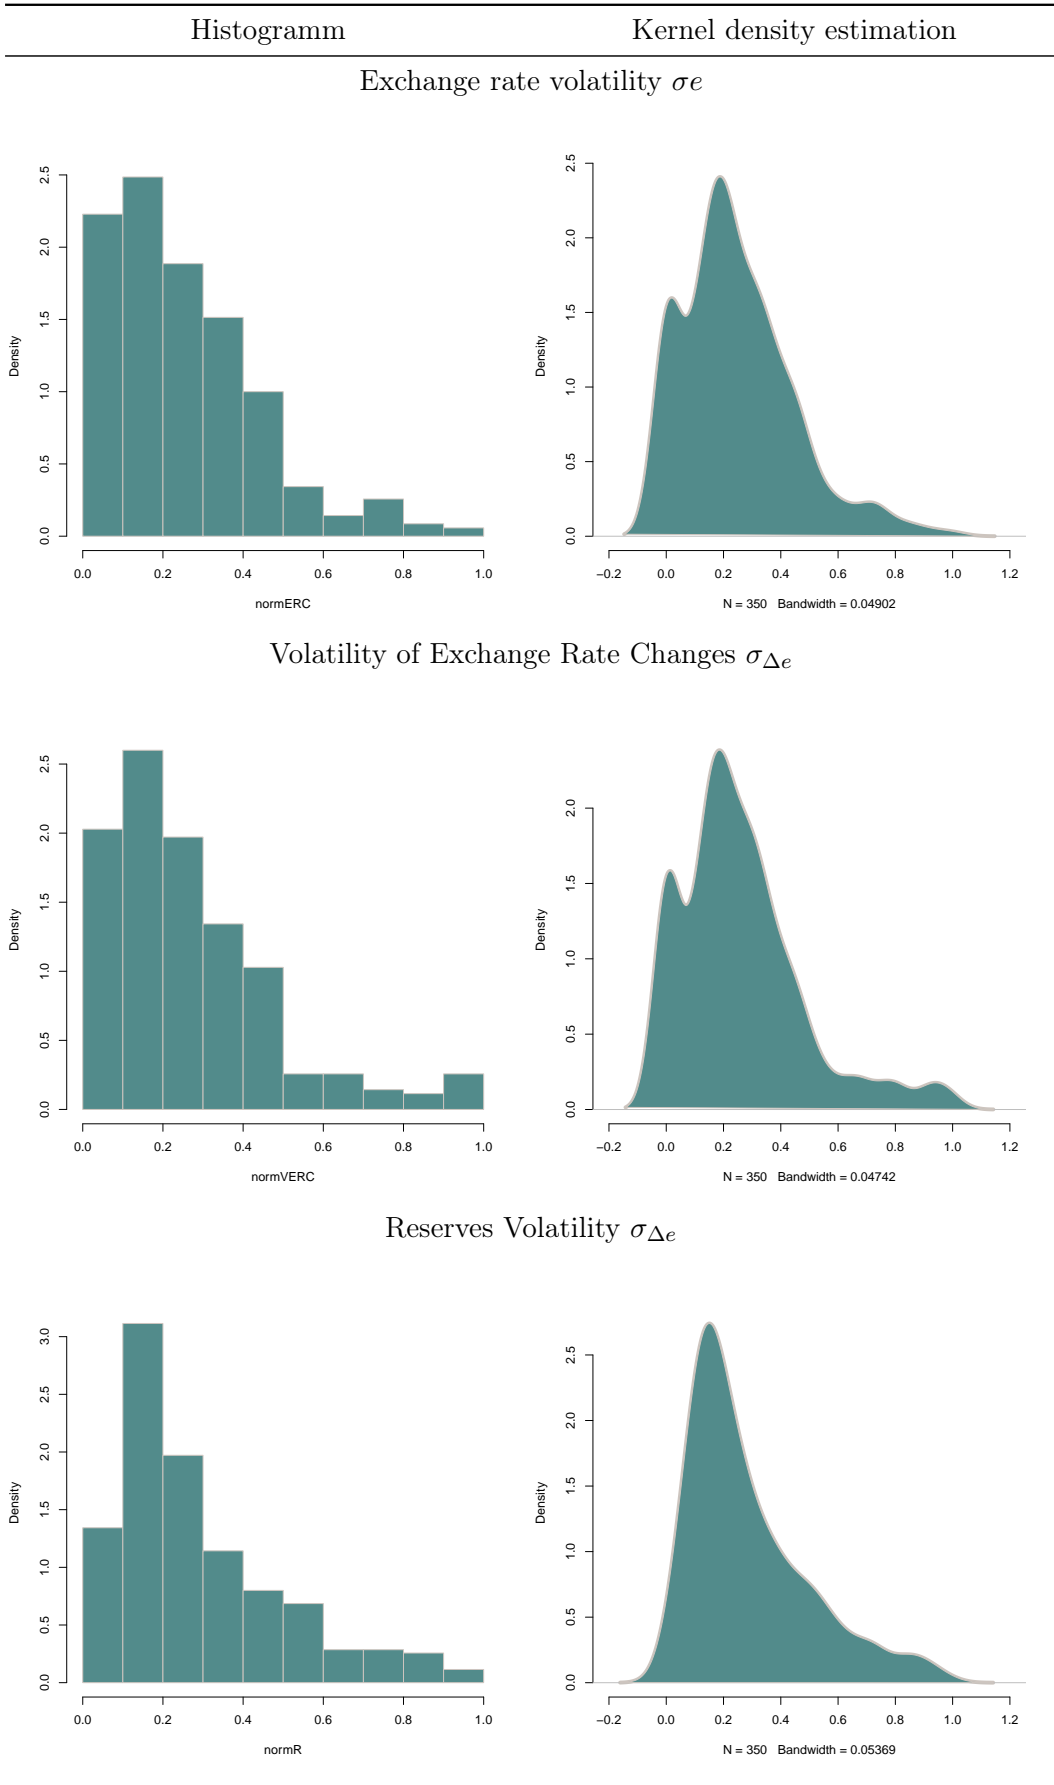 Histogramm Kernel density estimation
Exchange rate volatility σe
Density
0.0 0.5 1.0 1.5 2.0 2.5
0.0 0.2 0.4 0.6 0.8 1.0
normERC
Density
0.0 0.5 1.0 1.5 2.0 2.5
−0.2 0.0 0.2 0.4 0.6 0.8 1.0 1.2
N = 350 Bandwidth = 0.04902
Volatility of Exchange Rate Changes σΔe
Density
0.0 0.5 1.0 1.5 2.0 2.5
0.0 0.2 0.4 0.6 0.8 1.0
normVERC
Density
0.0 0.5 1.0 1.5 2.0
−0.2 0.0 0.2 0.4 0.6 0.8 1.0 1.2
N = 350 Bandwidth = 0.04742
Reserves Volatility σΔe
Density
0.0 0.5 1.0 1.5 2.0 2.5 3.0
0.0 0.2 0.4 0.6 0.8 1.0
normR
Density
0.0 0.5 1.0 1.5 2.0 2.5
−0.2 0.0 0.2 0.4 0.6 0.8 1.0 1.2
N = 350 Bandwidth = 0.05369